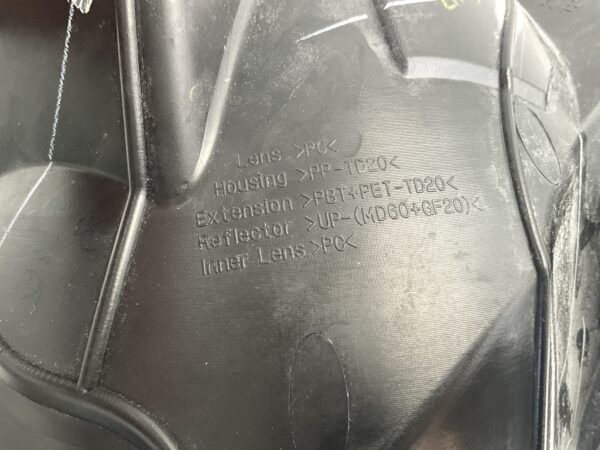 Lens >PC<
Housing >PP-TD20<
Extension >PBT+PET-TD20<
Reflector >UP-(MD60+GF20)<
Inner Lens >PC<